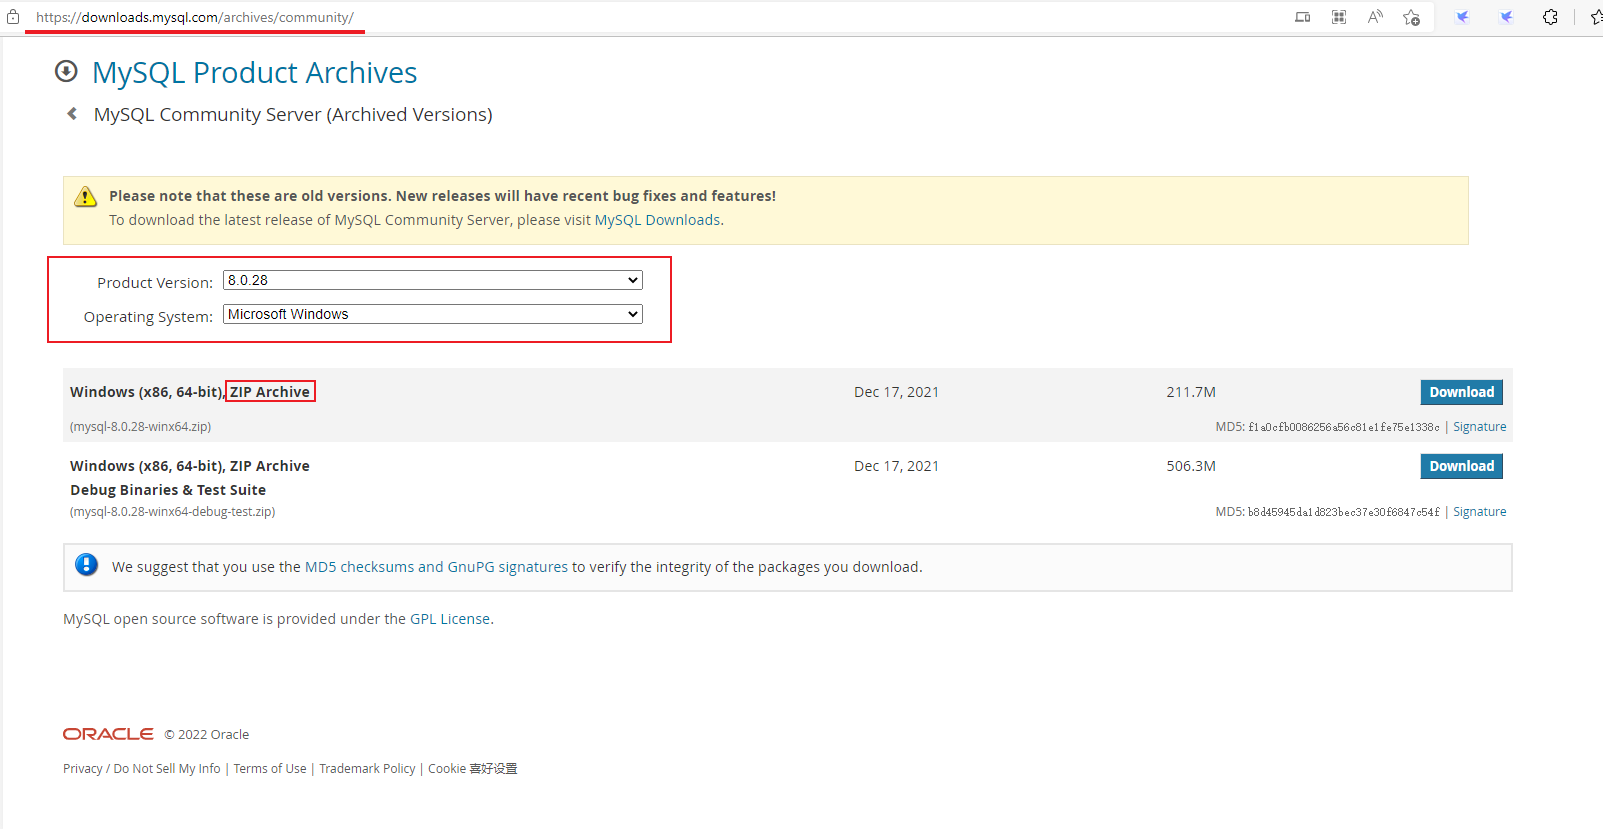 https://downloads.mysql.com/archives/community/
MySQL Product Archives
MySQL Community Server (Archived Versions)
Please note that these are old versions. New releases will have recent bug fixes and features!
To download the latest release of MySQL Community Server, please visit MySQL Downloads.
Product Version: 8.0.28
Operating System: Microsoft Windows
Windows (x86, 64-bit), ZIP Archive Dec 17, 2021 211.7M Download
(mysql-8.0.28-winx64.zip) MD5: f1a0cfb0086256a56c81e1fe75e1338c | Signature
Windows (x86, 64-bit), ZIP Archive Dec 17, 2021 506.3M Download
Debug Binaries & Test Suite
(mysql-8.0.28-winx64-debug-test.zip) MD5: b8d45945da1d823bec37e30f6847c54f | Signature
We suggest that you use the MD5 checksums and GnuPG signatures to verify the integrity of the packages you download.
MySQL open source software is provided under the GPL License.
ORACLE © 2022 Oracle
Privacy / Do Not Sell My Info | Terms of Use | Trademark Policy | Cookie 喜好设置